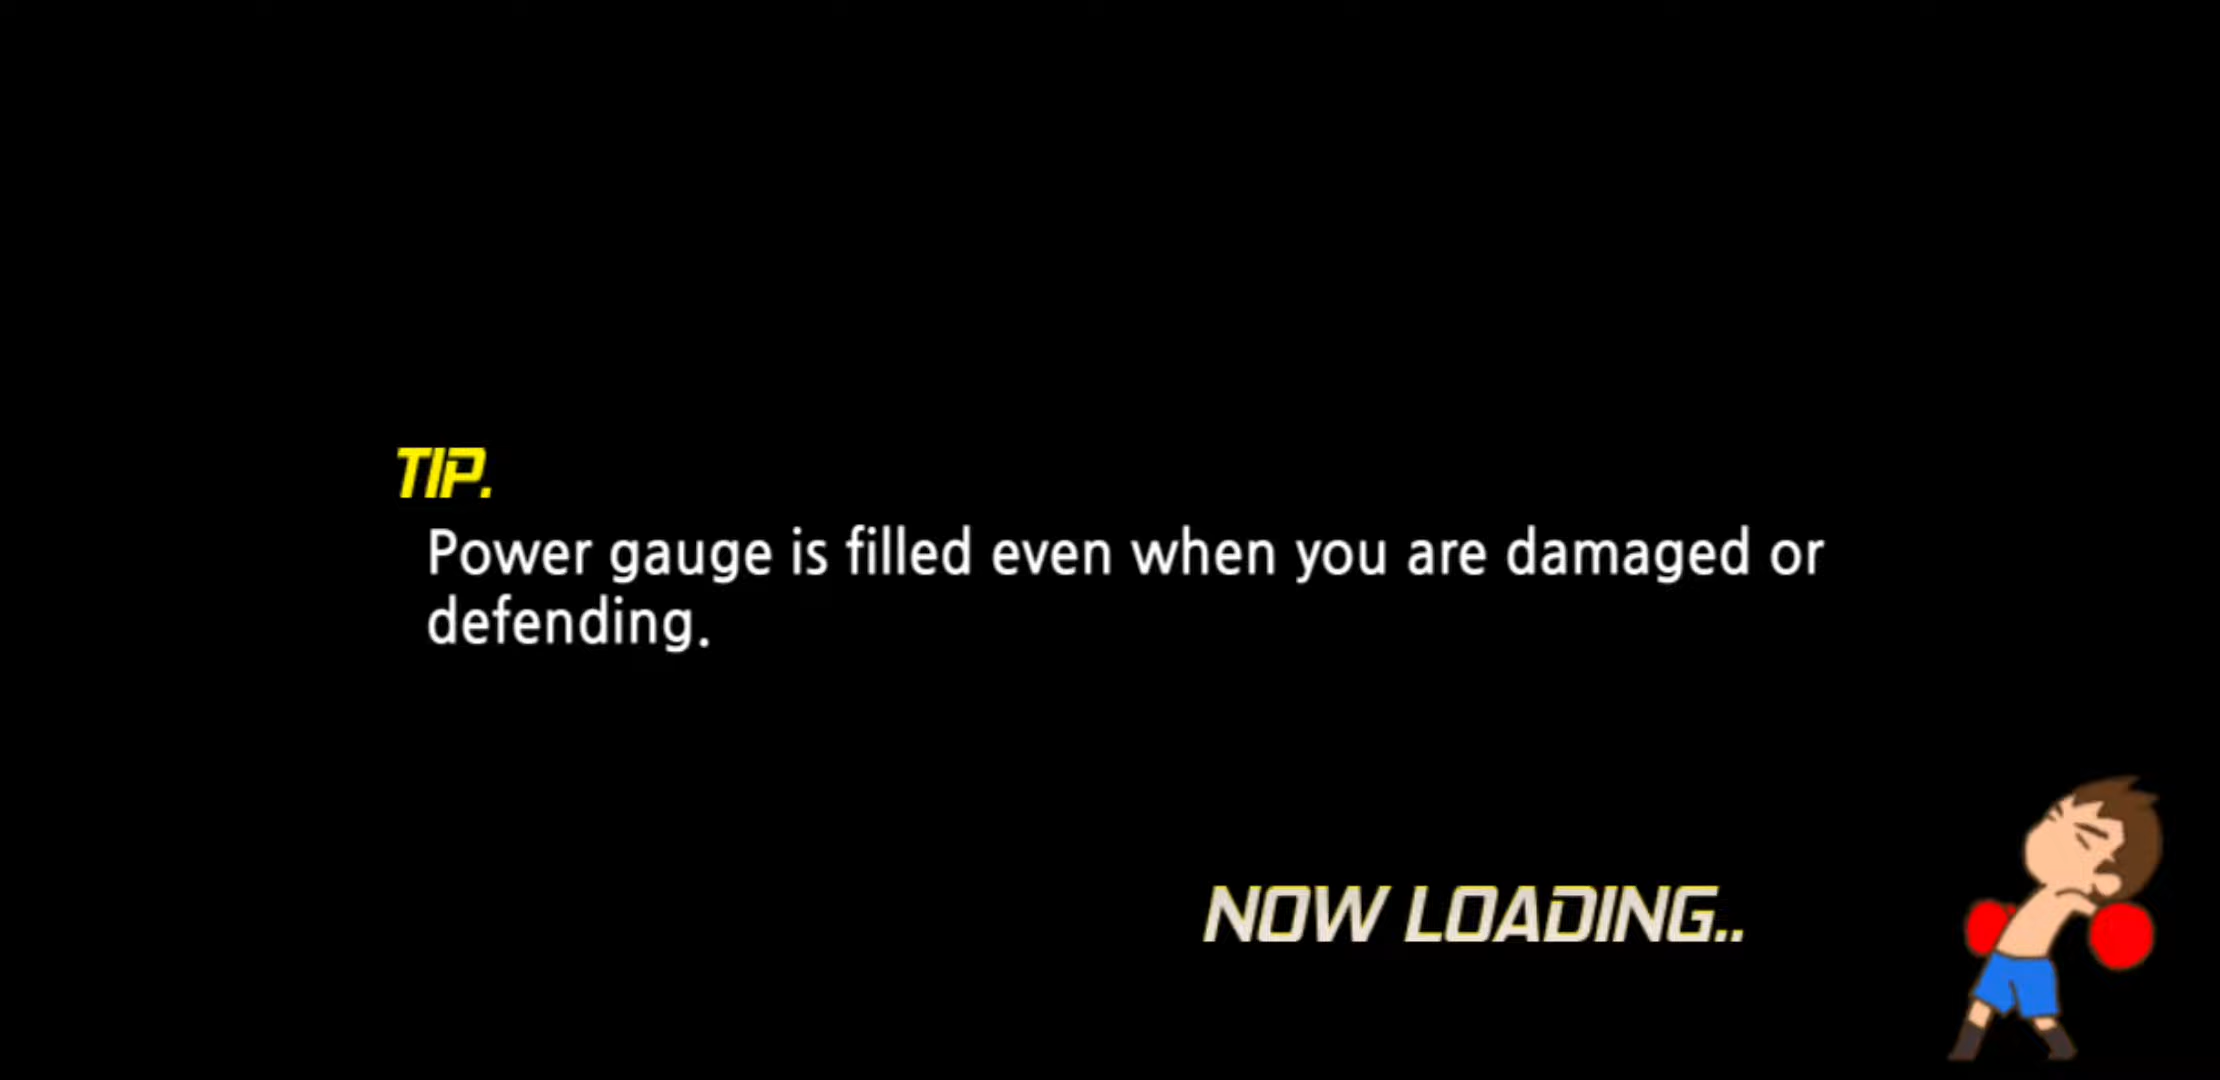 TIP.
Power gauge is filled even when you are damaged or
defending.
NOW LOADING..